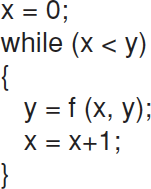 x = 0;
while (x < y)
{
y = f (x, y);
x = x+1;
}